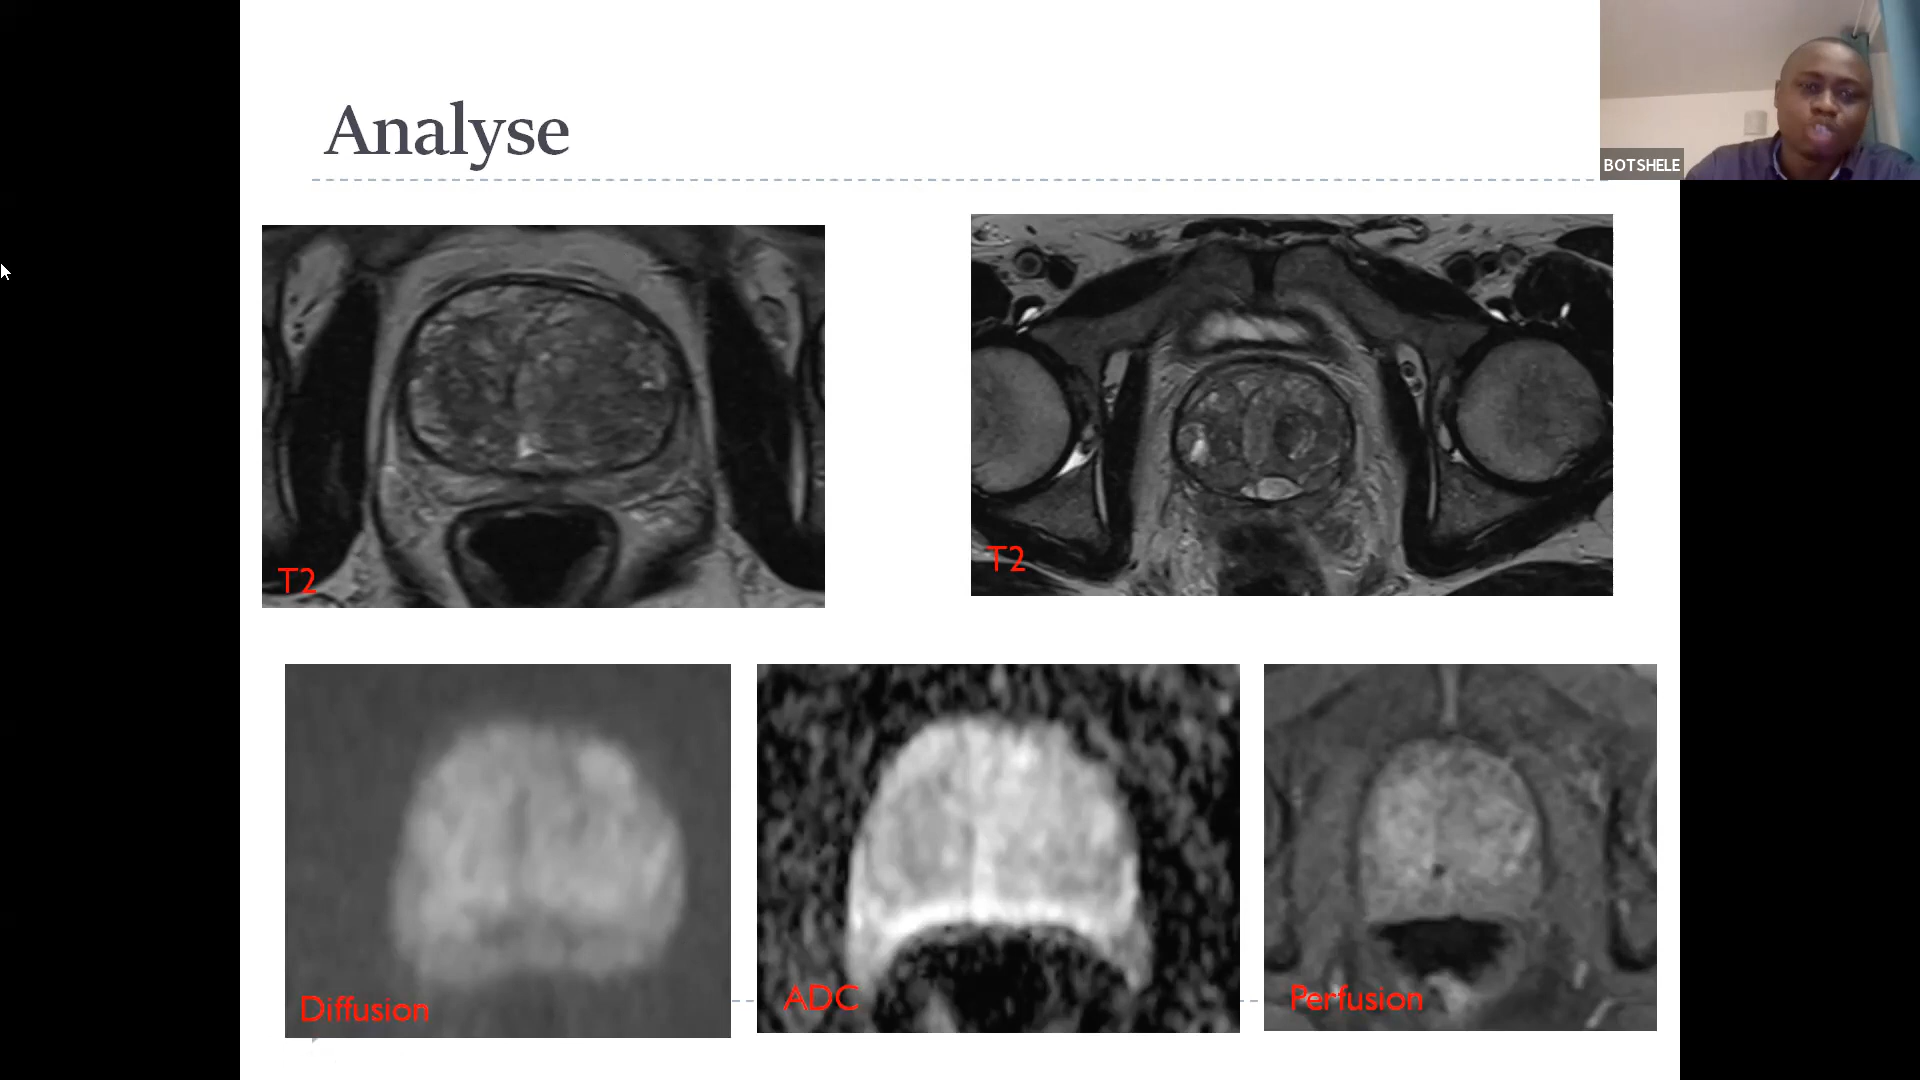 Analyse
BOTSHELE
T2
T2
Diffusion
ADC
Perfusion